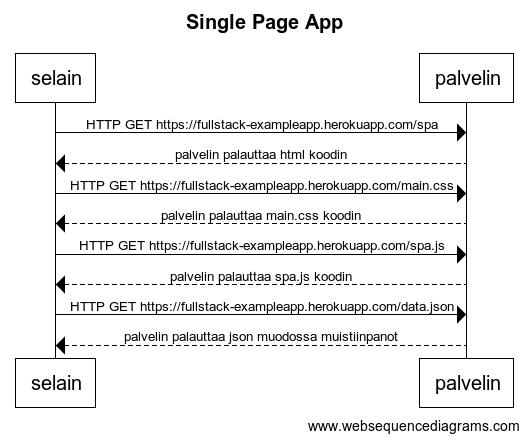 Single Page App
selain palvelin
HTTP GET https://fullstack-exampleapp.herokuapp.com/spa
palvelin palauttaa html koodin
HTTP GET https://fullstack-exampleapp.herokuapp.com/main.css
palvelin palauttaa main.css koodin
HTTP GET https://fullstack-exampleapp.herokuapp.com/spa.js
palvelin palauttaa spa.js koodin
HTTP GET https://fullstack-exampleapp.herokuapp.com/data.json
palvelin palauttaa json muodossa muistiinpanot
selain palvelin
www.websequencediagrams.com